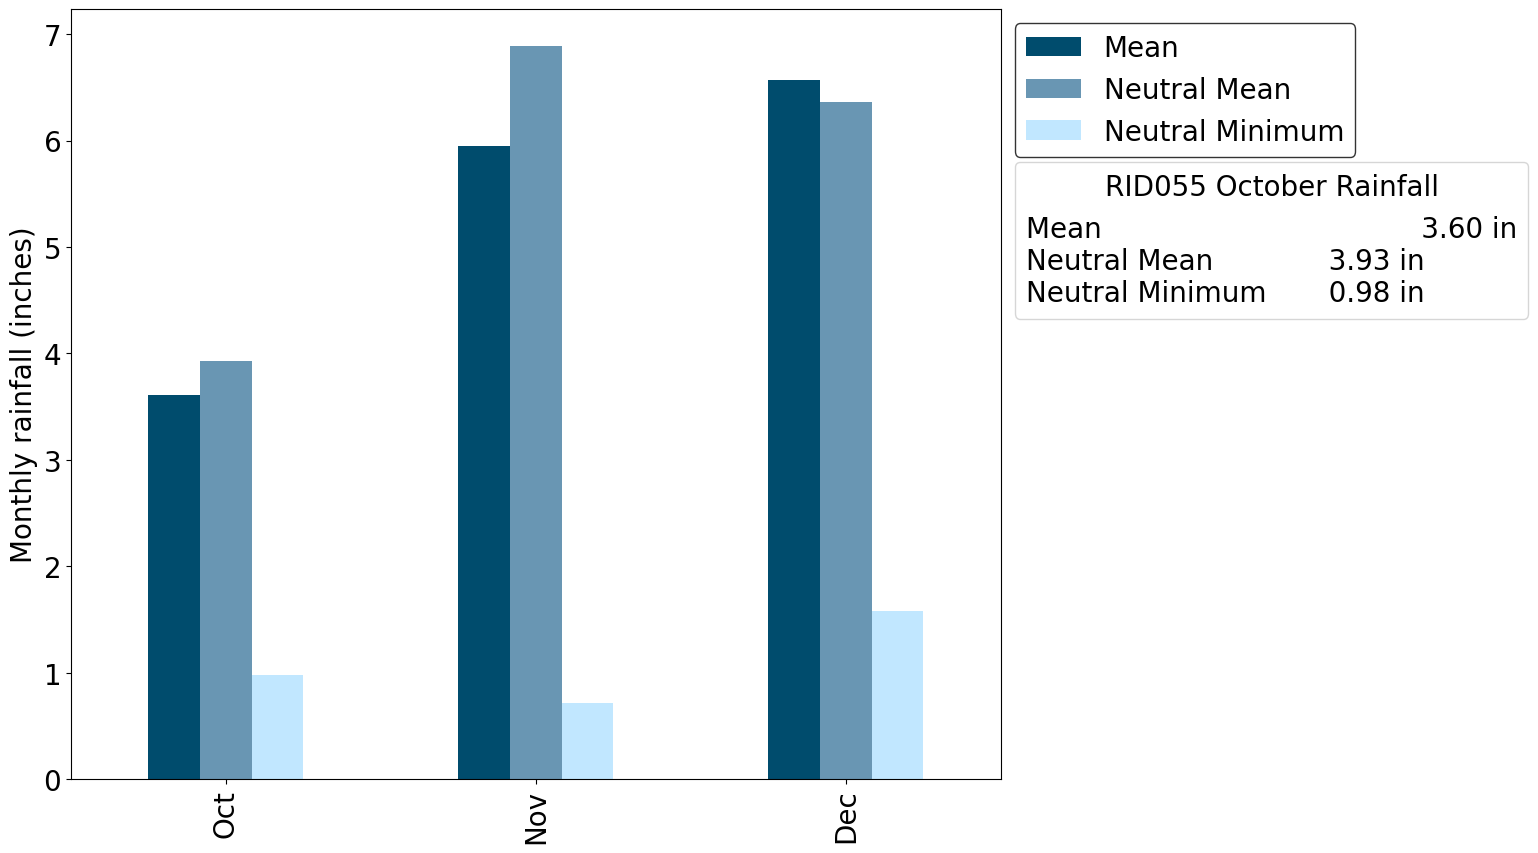 7
6
5
4
3
2
1
0
Monthly rainfall (inches)
Oct
Nov
Dec
Mean
Neutral Mean
Neutral Minimum
RID055 October Rainfall
Mean 3.60 in
Neutral Mean 3.93 in
Neutral Minimum 0.98 in